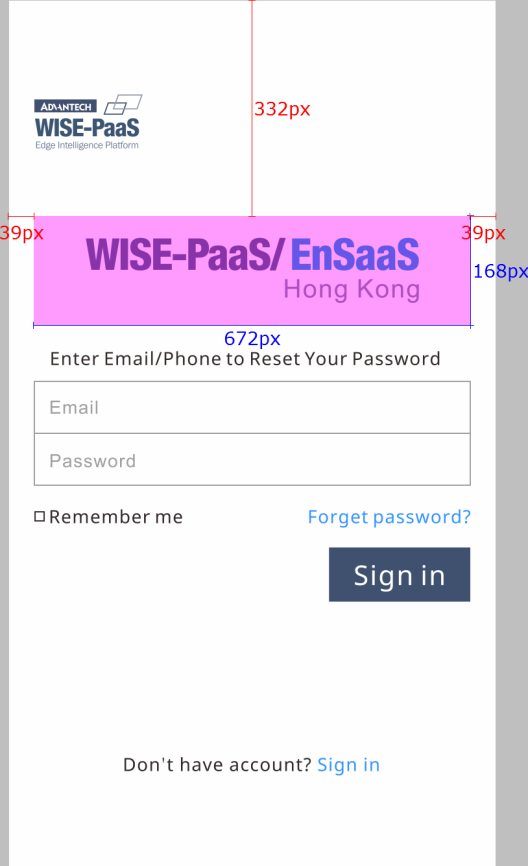 332px
ADVANTECH
WISE-PaaS
Edge Intelligence Platform
39px
39px
WISE-PaaS/EnSaaS
Hong Kong
168px
672px
Enter Email/Phone to Reset Your Password
Email
Password
Remember me
Forget password?
Sign in
Don't have account? Sign in